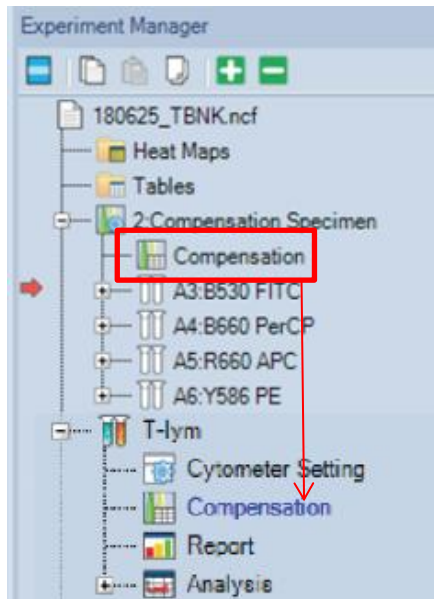 Experiment Manager
180625_TBNK.ncf
Heat Maps
Tables
2:Compensation Specimen
Compensation
A3:B530 FITC
A4:B660 PerCP
A5:R660 APC
A6:Y586 PE
T-lym
Cytometer Setting
Compensation
Report
Analysis